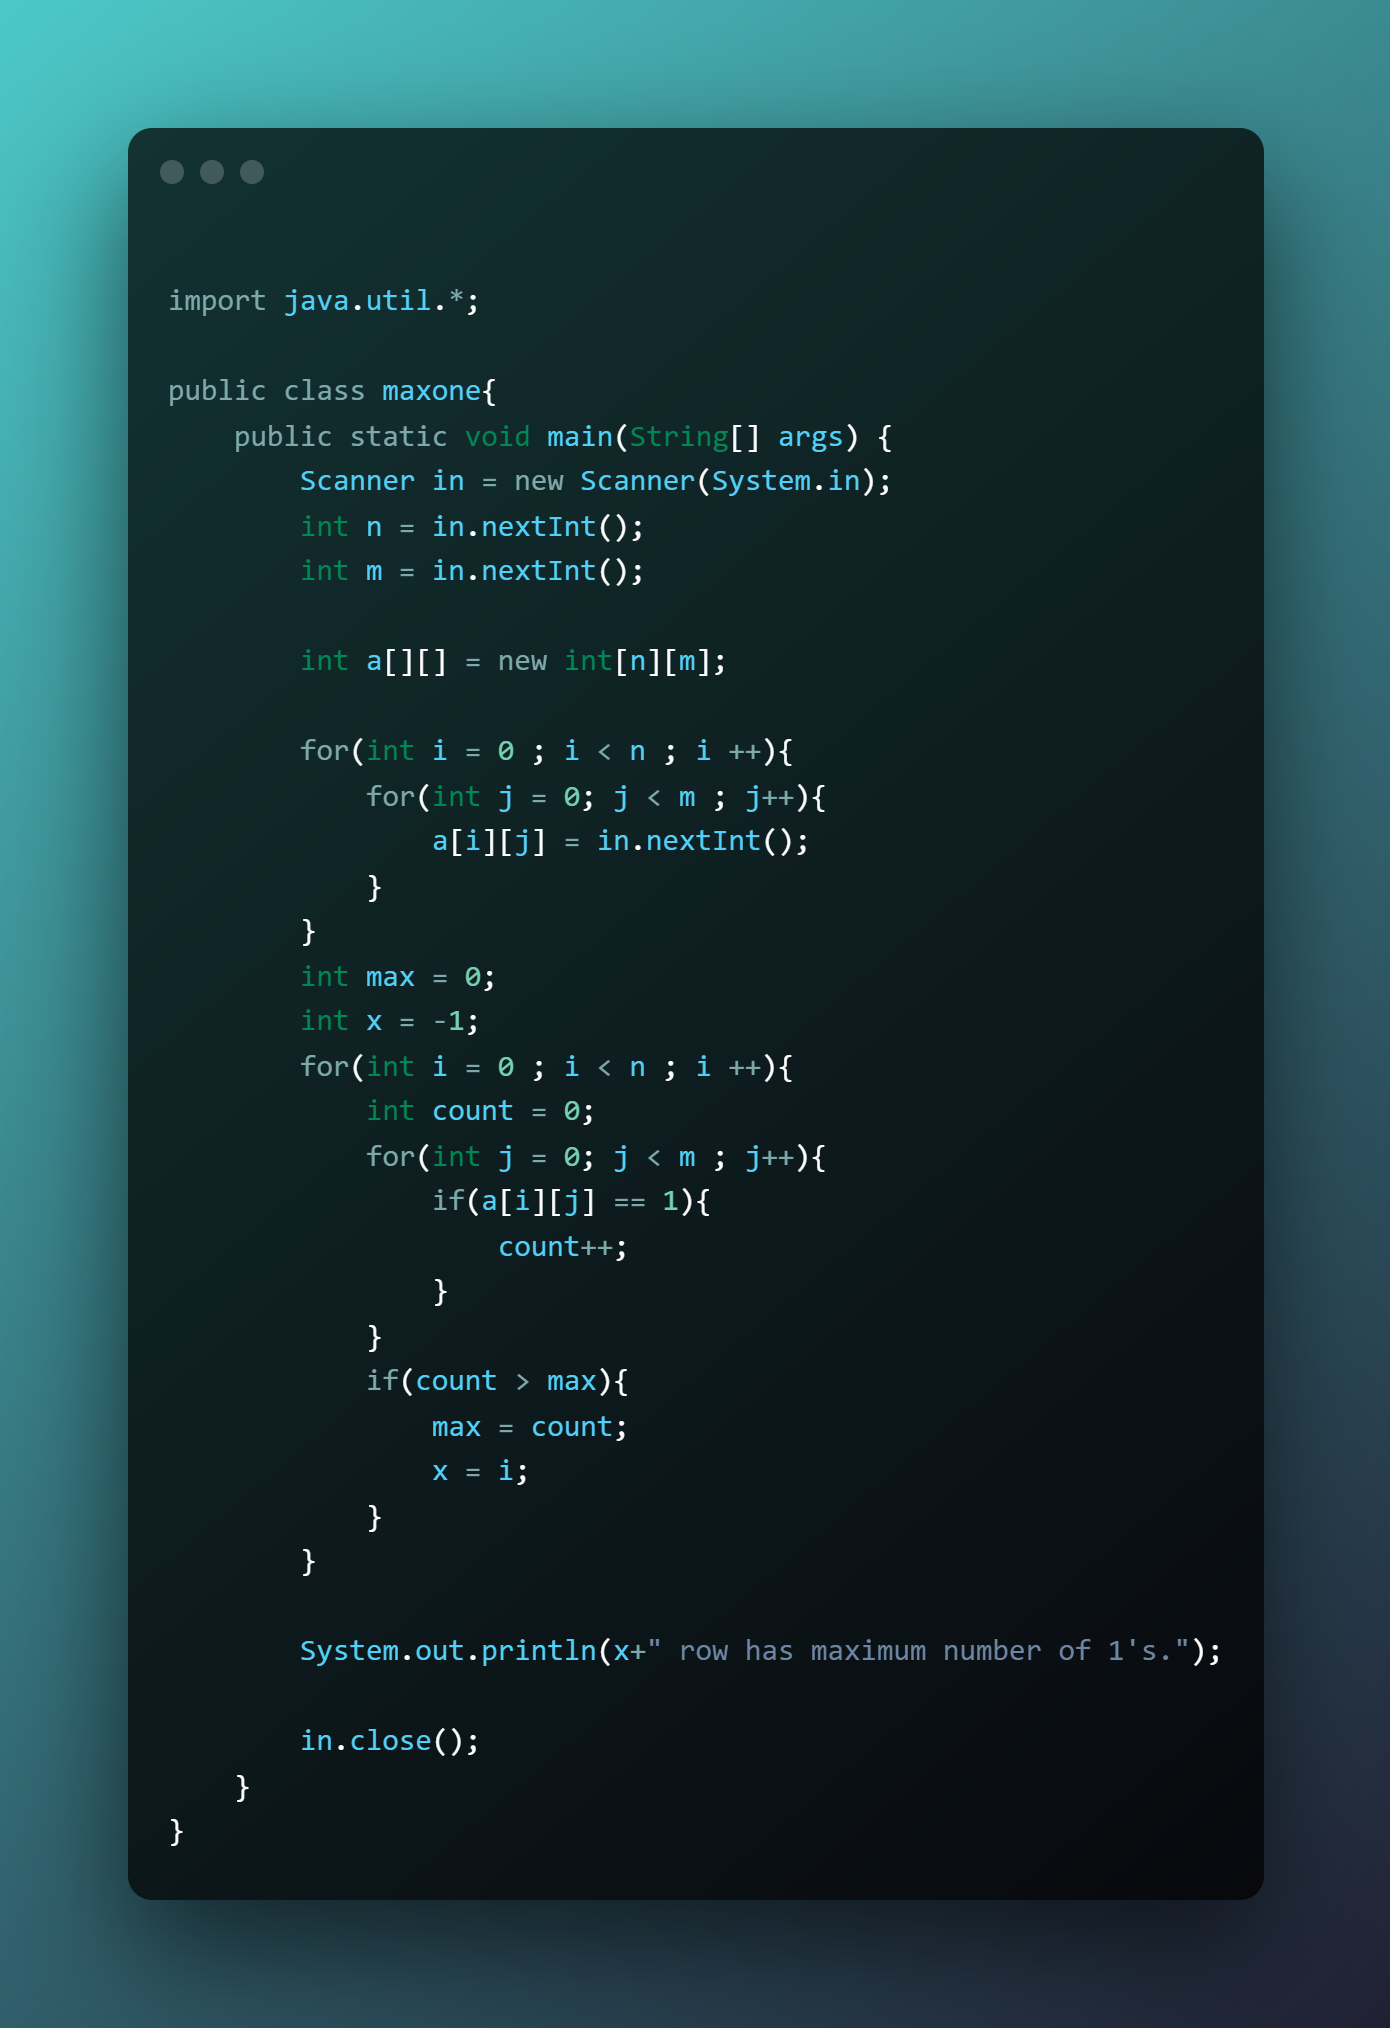 import java.util.*;
public class maxone{
    public static void main(String[] args) {
        Scanner in = new Scanner(System.in);
        int n = in.nextInt();
        int m = in.nextInt();
        int a[][] = new int[n][m];
        for(int i = 0 ; i < n ; i ++){
            for(int j = 0; j < m ; j++){
                a[i][j] = in.nextInt();
            }
        }
        int max = 0;
        int x = -1;
        for(int i = 0 ; i < n ; i ++){
            int count = 0;
            for(int j = 0; j < m ; j++){
                if(a[i][j] == 1){
                    count++;
                }
            }
            if(count > max){
                max = count;
                x = i;
            }
        }
        System.out.println(x+" row has maximum number of 1's.");
        in.close();
    }
}